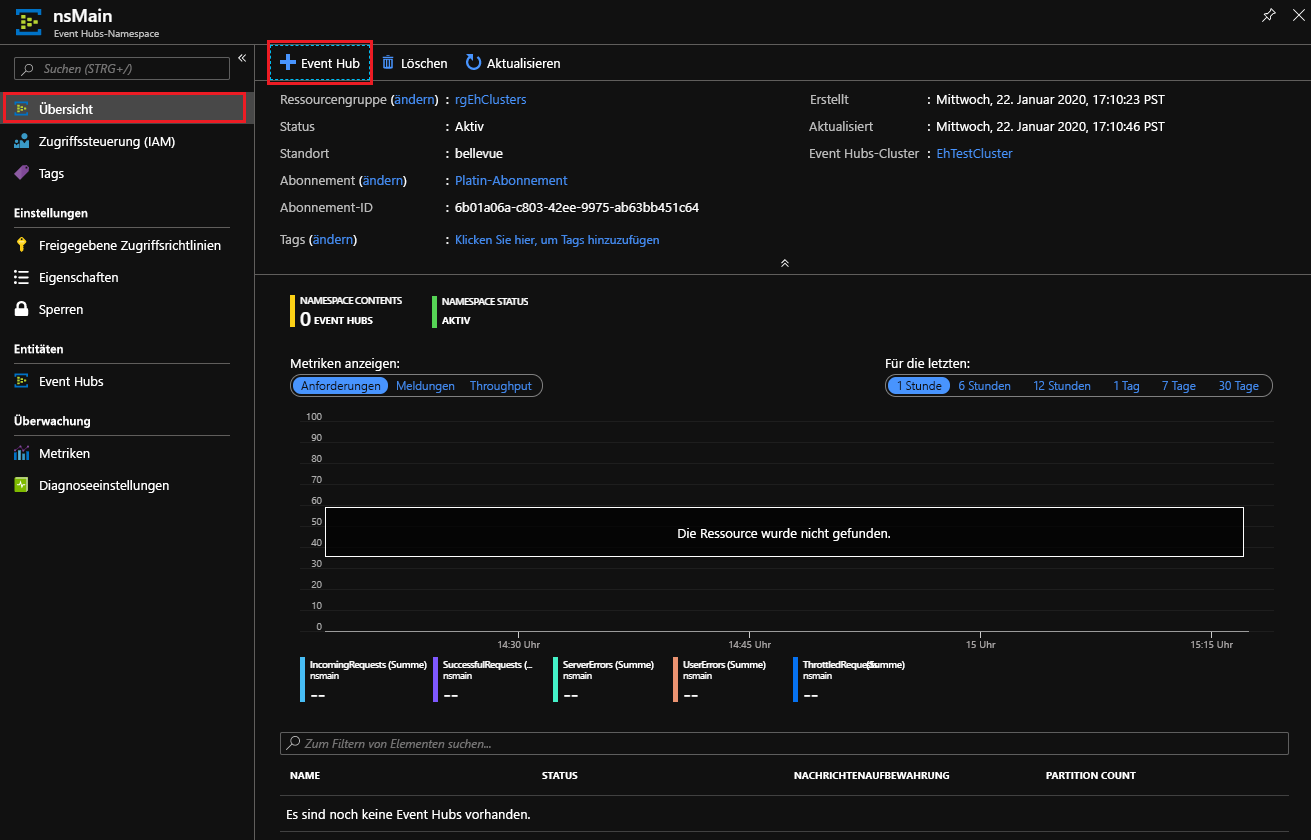 nsMain
Event Hubs-Namespace
Suchen (STRG+/)
«
Übersicht
Zugriffssteuerung (IAM)
Tags
Einstellungen
Freigegebene Zugriffsrichtlinien
Eigenschaften
Sperren
Entitäten
Event Hubs
Überwachung
Metriken
Diagnoseeinstellungen
Event Hub Löschen Aktualisieren
Ressourcengruppe (ändern) : rgEhClusters
Status : Aktiv
Standort : bellevue
Abonnement (ändern) : Platin-Abonnement
Abonnement-ID : 6b01a06a-c803-42ee-9975-ab63bb451c64
Tags (ändern) : Klicken Sie hier, um Tags hinzuzufügen
Erstellt : Mittwoch, 22. Januar 2020, 17:10:23 PST
Aktualisiert : Mittwoch, 22. Januar 2020, 17:10:46 PST
Event Hubs-Cluster : EhTestCluster
NAMESPACE CONTENTS
0 EVENT HUBS
NAMESPACE STATUS
AKTIV
Metriken anzeigen:
Anforderungen Meldungen Throughput
Für die letzten:
1 Stunde 6 Stunden 12 Stunden 1 Tag 7 Tage 30 Tage
100
90
80
70
60
50
40
30
20
10
0
Die Ressource wurde nicht gefunden.
14:30 Uhr 14:45 Uhr 15 Uhr 15:15 Uhr
IncomingRequests (Summe)
nsmain
--
SuccessfulRequests (...
nsmain
--
ServerErrors (Summe)
nsmain
--
UserErrors (Summe)
nsmain
--
ThrottledRequests (Summe)
nsmain
--
Zum Filtern von Elementen suchen...
NAME STATUS NACHRICHTENAUFBEWAHRUNG PARTITION COUNT
Es sind noch keine Event Hubs vorhanden.